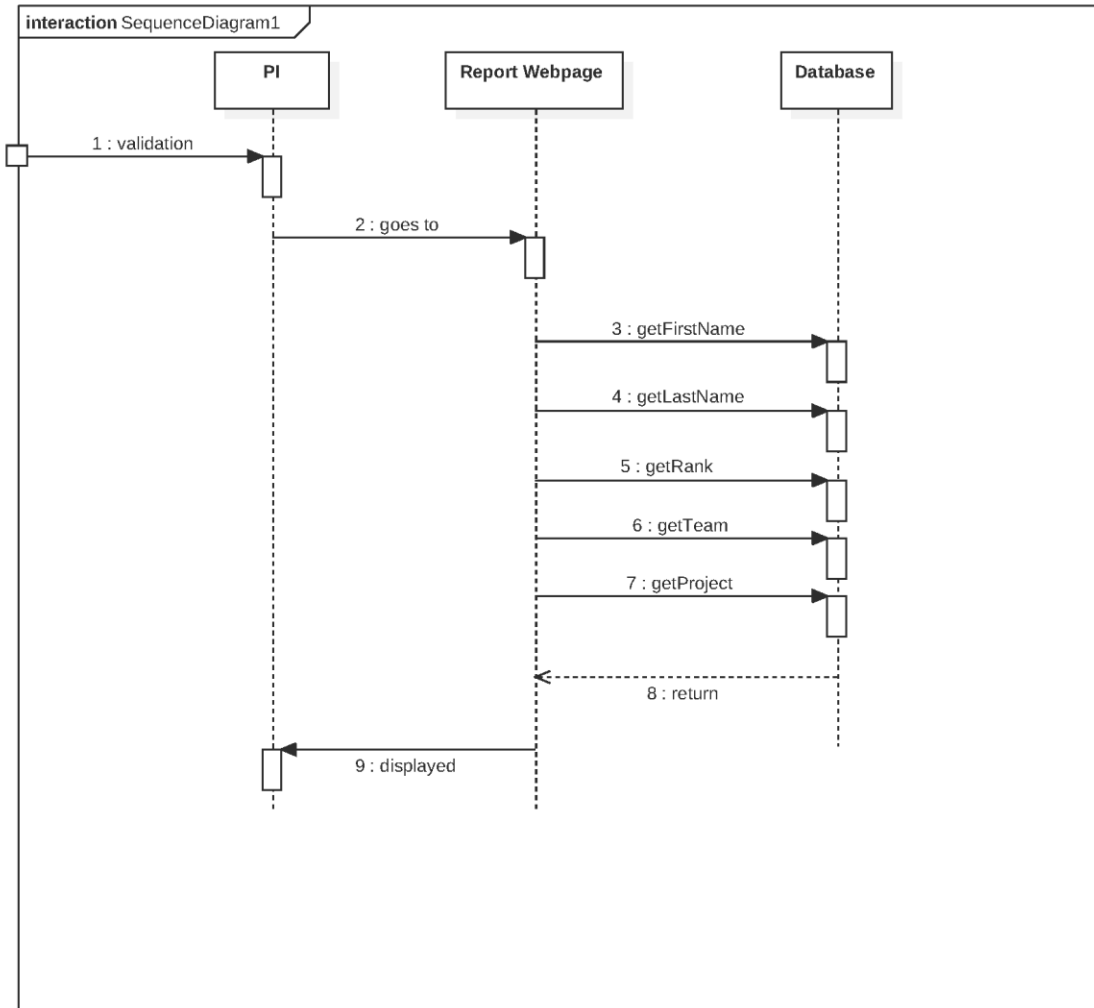 interaction SequenceDiagram1
PI
Report Webpage
Database
1 : validation
2 : goes to
3 : getFirstName
4 : getLastName
5 : getRank
6 : getTeam
7 : getProject
8 : return
9 : displayed